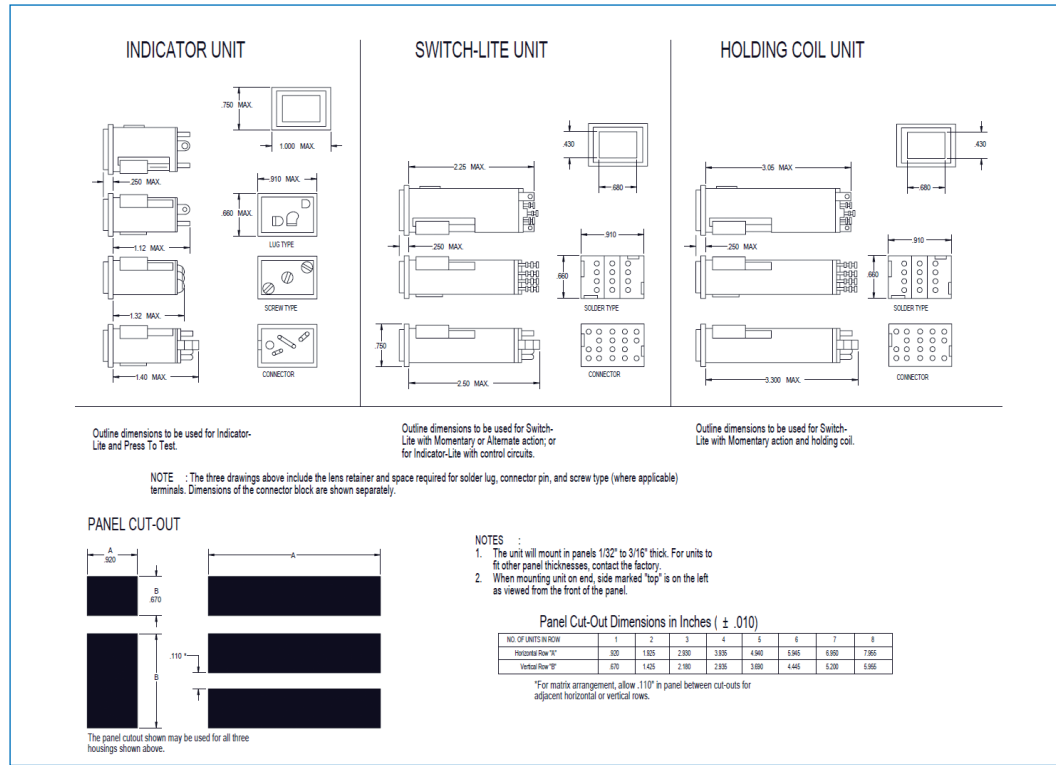 INDICATOR UNIT
.750 MAX.
1.000 MAX.
.250 MAX.
.910 MAX.
.660 MAX.
LUG TYPE
1.12 MAX.
SCREW TYPE
1.32 MAX.
CONNECTOR
1.40 MAX.
SWITCH-LITE UNIT
.430
.680
2.25 MAX.
.250 MAX.
.910
.660
SOLDER TYPE
.750
CONNECTOR
2.50 MAX.
HOLDING COIL UNIT
.430
.680
3.05 MAX.
.250 MAX
.910
.660
SOLDER TYPE
CONNECTOR
3.300 MAX.
Outline dimensions to be used for Indicator-
Lite and Press To Test.
Outline dimensions to be used for Switch-
Lite with Momentary or Alternate action; or
for Indicator-Lite with control circuits.
Outline dimensions to be used for Switch-
Lite with Momentary action and holding coil.
NOTE : The three drawings above include the lens retainer and space required for solder lug, connector pin, and screw type (where applicable)
terminals. Dimensions of the connector block are shown separately.
PANEL CUT-OUT
A
.920
A
B
.670
.110 *
B
The panel cutout shown may be used for all three
housings shown above.
NOTES :
1. The unit will mount in panels 1/32" to 3/16" thick. For units to
fit other panel thicknesses, contact the factory.
2. When mounting unit on end, side marked "top" is on the left
as viewed from the front of the panel.
Panel Cut-Out Dimensions in Inches ( ± .010)
NO. OF UNITS IN ROW 1 2 3 4 5 6 7 8
Horizontal Row "A" .920 1.925 2.930 3.935 4.940 5.945 6.950 7.955
Vertical Row "B" .670 1.425 2.180 2.935 3.690 4.445 5.200 5.955
*For matrix arrangement, allow .110" in panel between cut-outs for
adjacent horizontal or vertical rows.